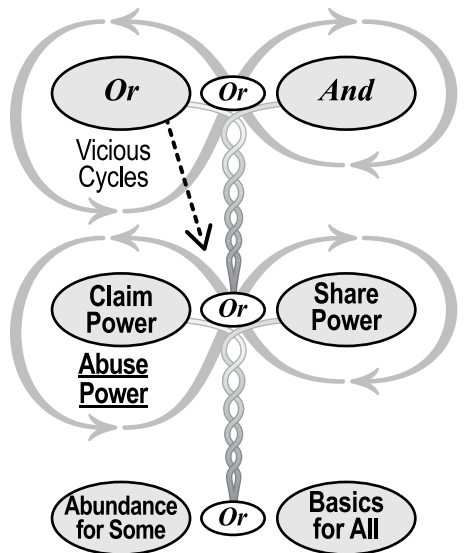 Or Or And
Vicious
Cycles
Claim
Power
Or
Share
Power
Abuse
Power
Abundance
for Some
Or
Basics
for All